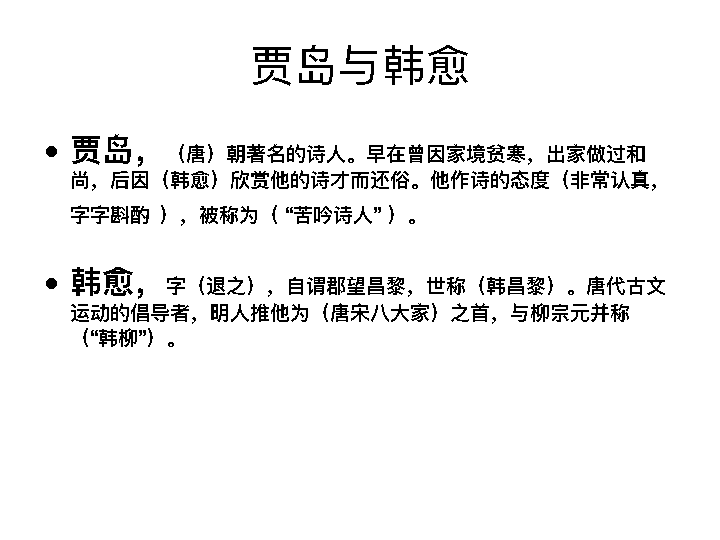 贾岛与韩愈
• 贾岛，（唐）朝著名的诗人。早在曾因家境贫寒，出家做过和
尚，后因（韩愈）欣赏他的诗才而还俗。他作诗的态度（非常认真，
字字斟酌 ），被称为（ “苦吟诗人” ）。
• 韩愈，字（退之），自谓郡望昌黎，世称（韩昌黎）。唐代古文
运动的倡导者，明人推他为（唐宋八大家）之首，与柳宗元并称
（“韩柳”）。